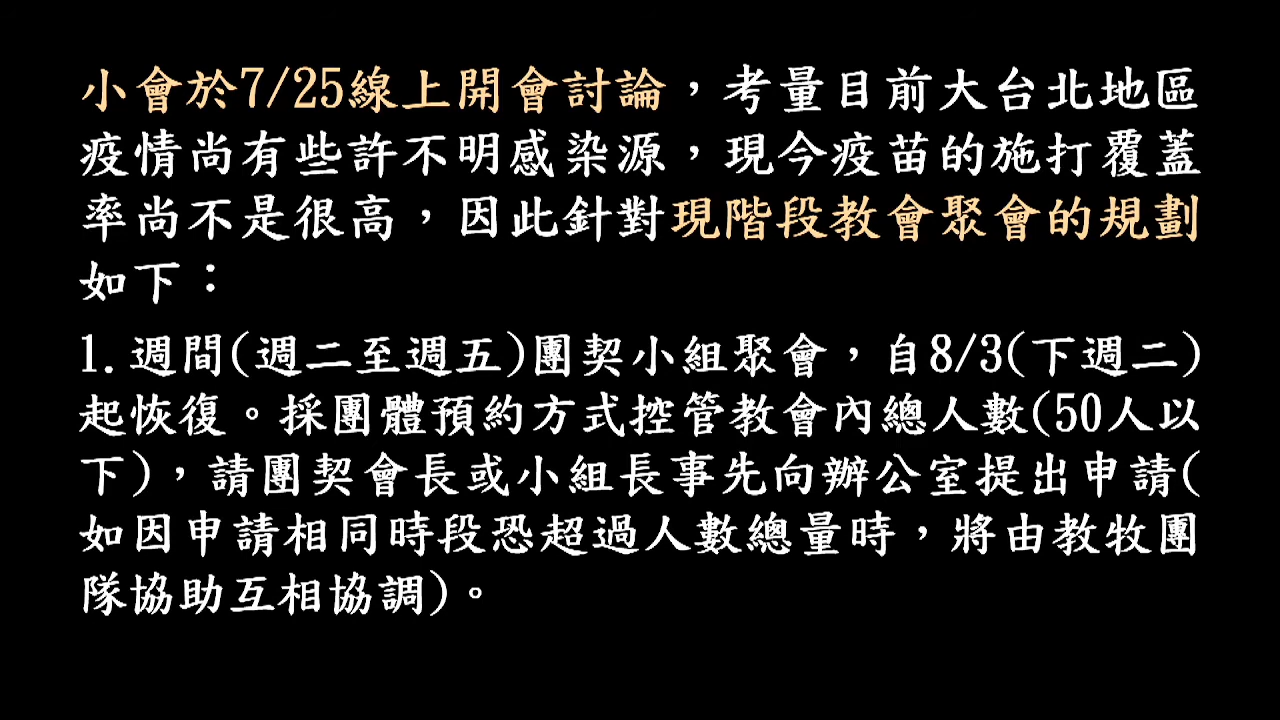 小會於7/25線上開會討論，考量目前大台北地區
疫情尚有些許不明感染源，現今疫苗的施打覆蓋
率尚不是很高，因此針對現階段教會聚會的規劃
如下：
1.週間(週二至週五)團契小組聚會，自8/3(下週二)
起恢復。採團體預約方式控管教會內總人數(50人以
下)，請團契會長或小組長事先向辦公室提出申請(
如因申請相同時段恐超過人數總量時，將由教牧團
隊協助互相協調)。